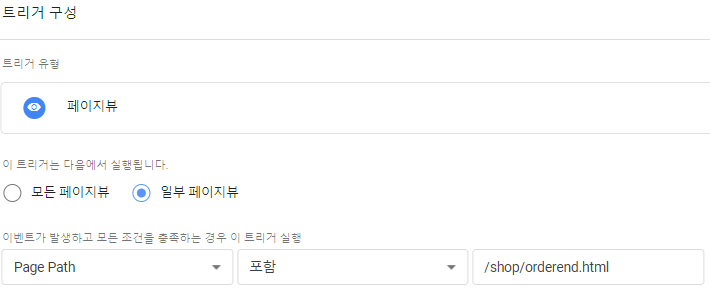 트리거 구성
트리거 유형
페이지뷰
이 트리거는 다음에서 실행됩니다.
모든 페이지뷰 일부 페이지뷰
이벤트가 발생하고 모든 조건을 충족하는 경우 이 트리거 실행
Page Path 포함 /shop/orderend.html